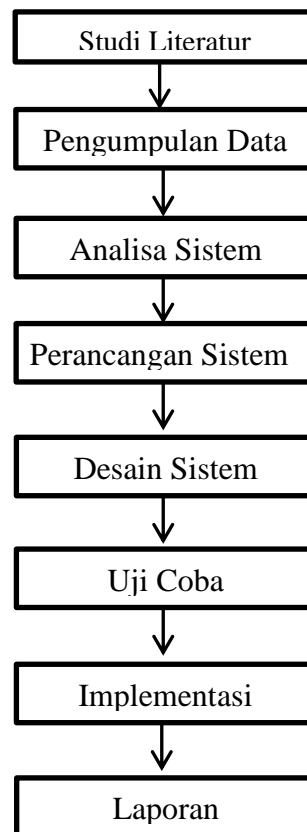 Studi Literatur
Pengumpulan Data
Analisa Sistem
Perancangan Sistem
Desain Sistem
Uji Coba
Implementasi
Laporan